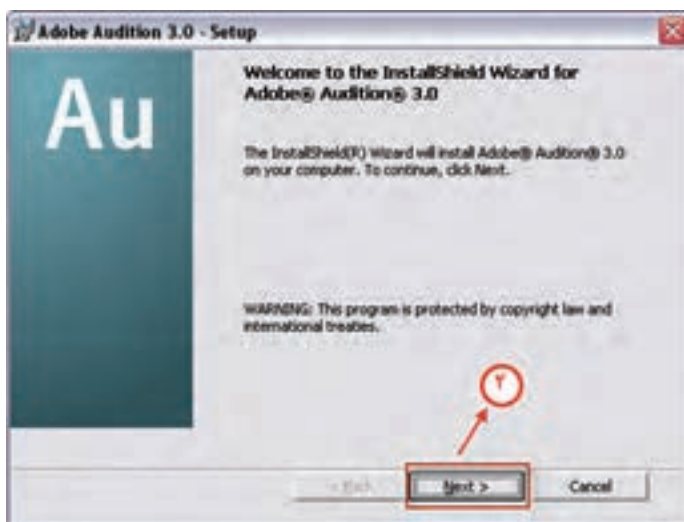 Adobe Audition 3.0 - Setup
Au
Welcome to the InstallShield Wizard for
Adobe® Audition® 3.0
The InstallShield(R) Wizard will install Adobe® Audition® 3.0
on your computer. To continue, click Next.
WARNING: This program is protected by copyright law and
international treaties.
۲
< Back
Next >
Cancel